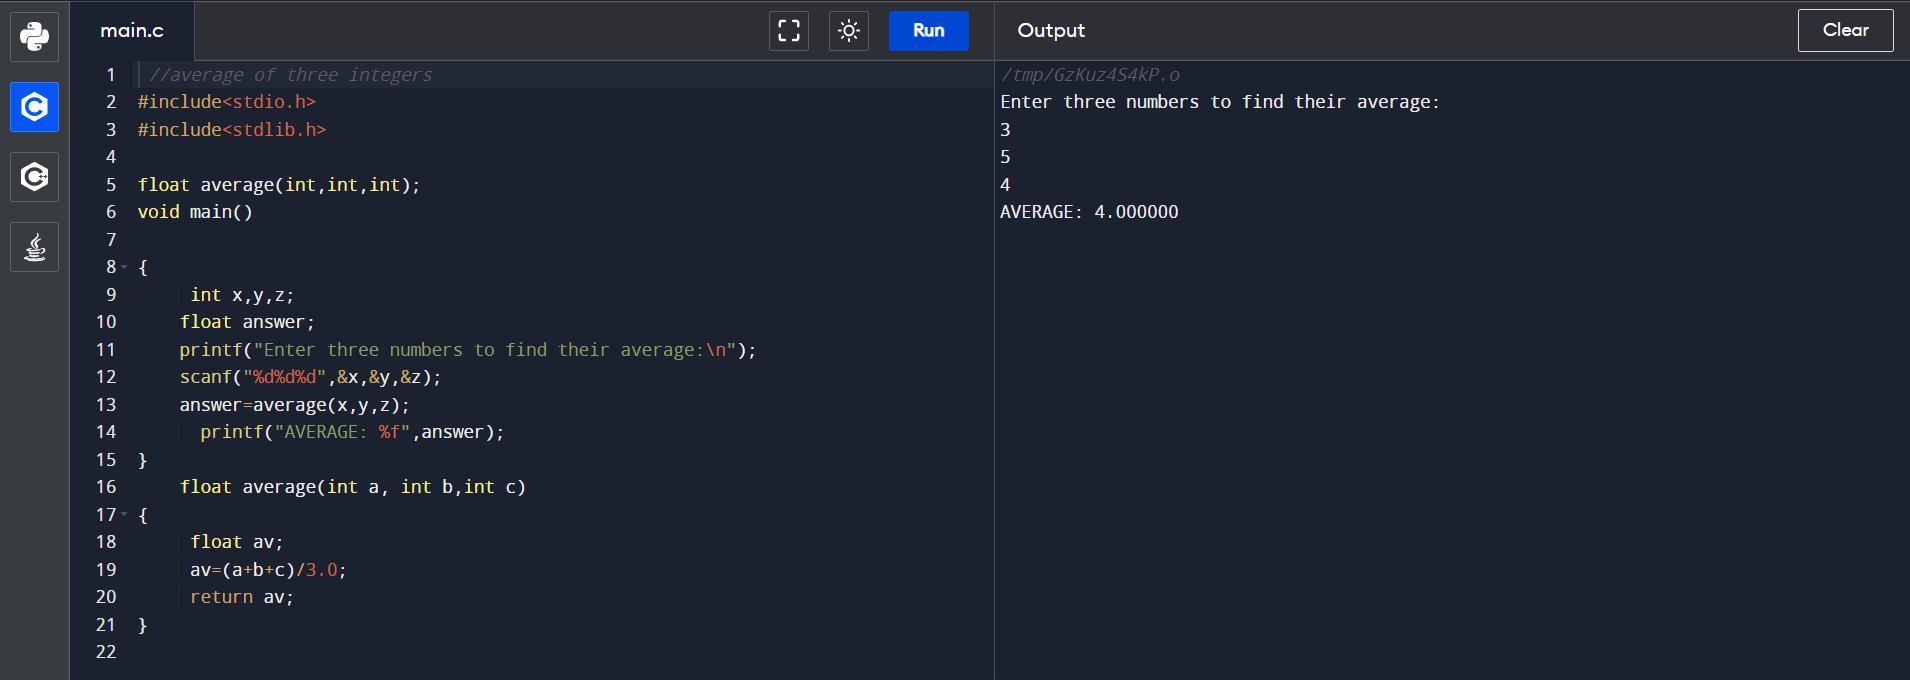 main.c
Run
Output
Clear
1 //average of three integers
2 #include<stdio.h>
3 #include<stdlib.h>
4
5 float average(int,int,int);
6 void main()
7
8 {
9 int x,y,z;
10 float answer;
11 printf("Enter three numbers to find their average:\n");
12 scanf("%d%d%d",&x,&y,&z);
13 answer=average(x,y,z);
14 printf("AVERAGE: %f",answer);
15 }
16 float average(int a, int b,int c)
17 {
18 float av;
19 av=(a+b+c)/3.0;
20 return av;
21 }
22
/tmp/GzKuz4S4kP.o
Enter three numbers to find their average:
3
5
4
AVERAGE: 4.000000